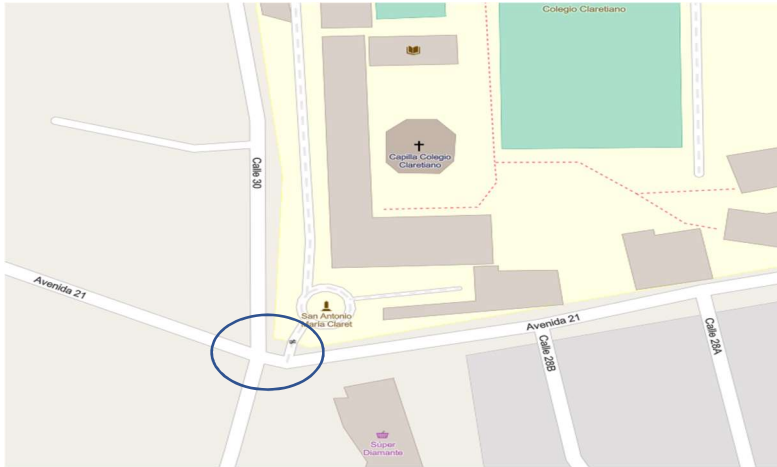 Colegio Claretiano
Capilla Colegio
Claretiano
Calle 30
Avenida 21
San Antonio
María Claret
Avenida 21
Calle 28B
Calle 28A
Súper
Diamante